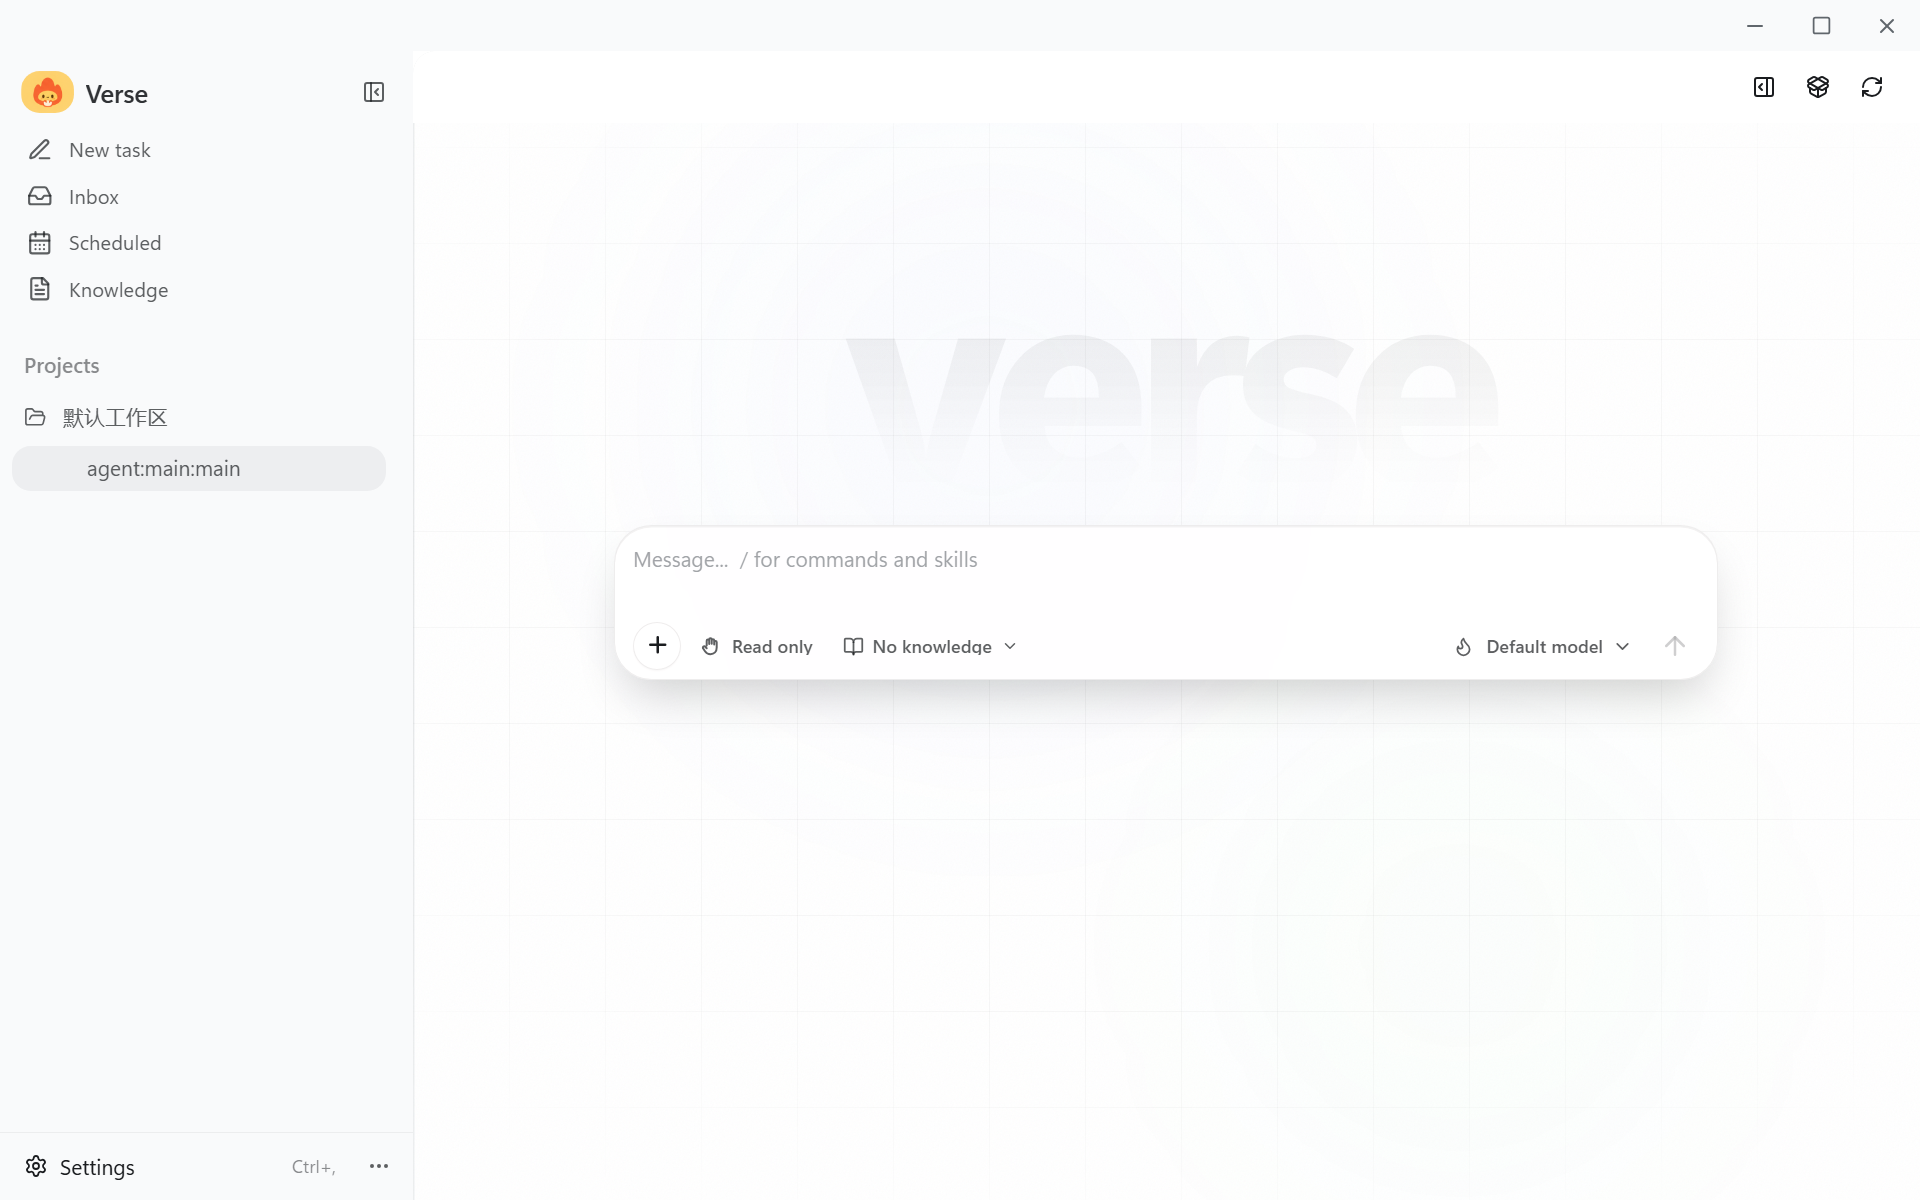 Verse
New task
Inbox
Scheduled
Knowledge
Projects
默认工作区
agent:main:main
Settings
Ctrl+,
verse
Message... / for commands and skills
Read only
No knowledge
Default model